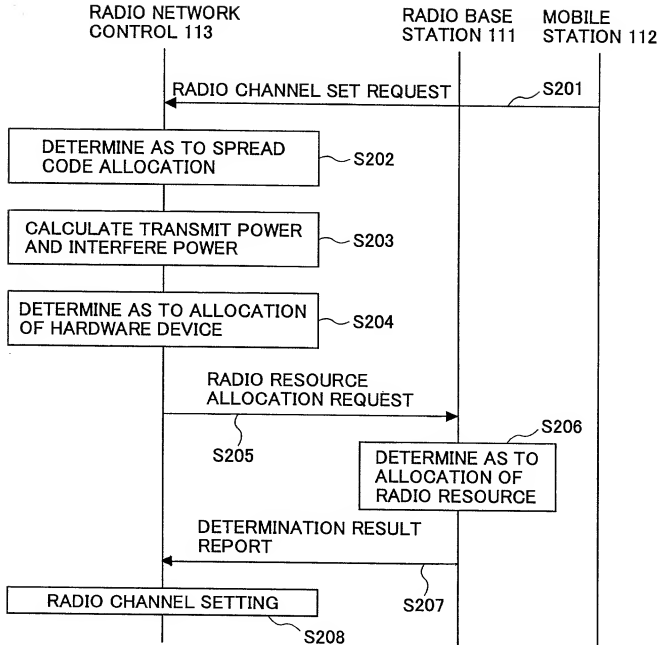 RADIO NETWORK
CONTROL 113
RADIO BASE
STATION 111
MOBILE
STATION 112
RADIO CHANNEL SET REQUEST
S201
DETERMINE AS TO SPREAD
CODE ALLOCATION
S202
CALCULATE TRANSMIT POWER
AND INTERFERE POWER
S203
DETERMINE AS TO ALLOCATION
OF HARDWARE DEVICE
S204
RADIO RESOURCE
ALLOCATION REQUEST
S205
S206
DETERMINE AS TO
ALLOCATION OF
RADIO RESOURCE
DETERMINATION RESULT
REPORT
S207
RADIO CHANNEL SETTING
S208